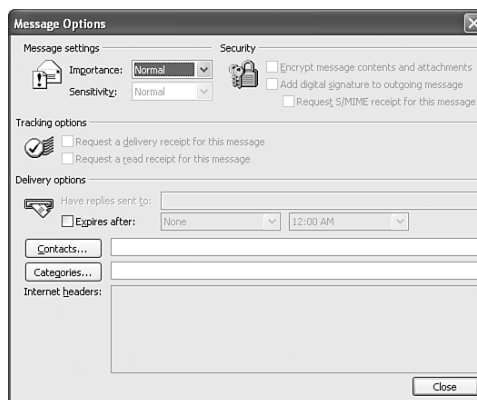 Message Options
Message settings
Security
Importance: Normal
Sensitivity: Normal
Encrypt message contents and attachments
Add digital signature to outgoing message
Request S/MIME receipt for this message
Tracking options
Request a delivery receipt for this message
Request a read receipt for this message
Delivery options
Have replies sent to:
Expires after: None 12:00 AM
Contacts...
Categories...
Internet headers:
Close